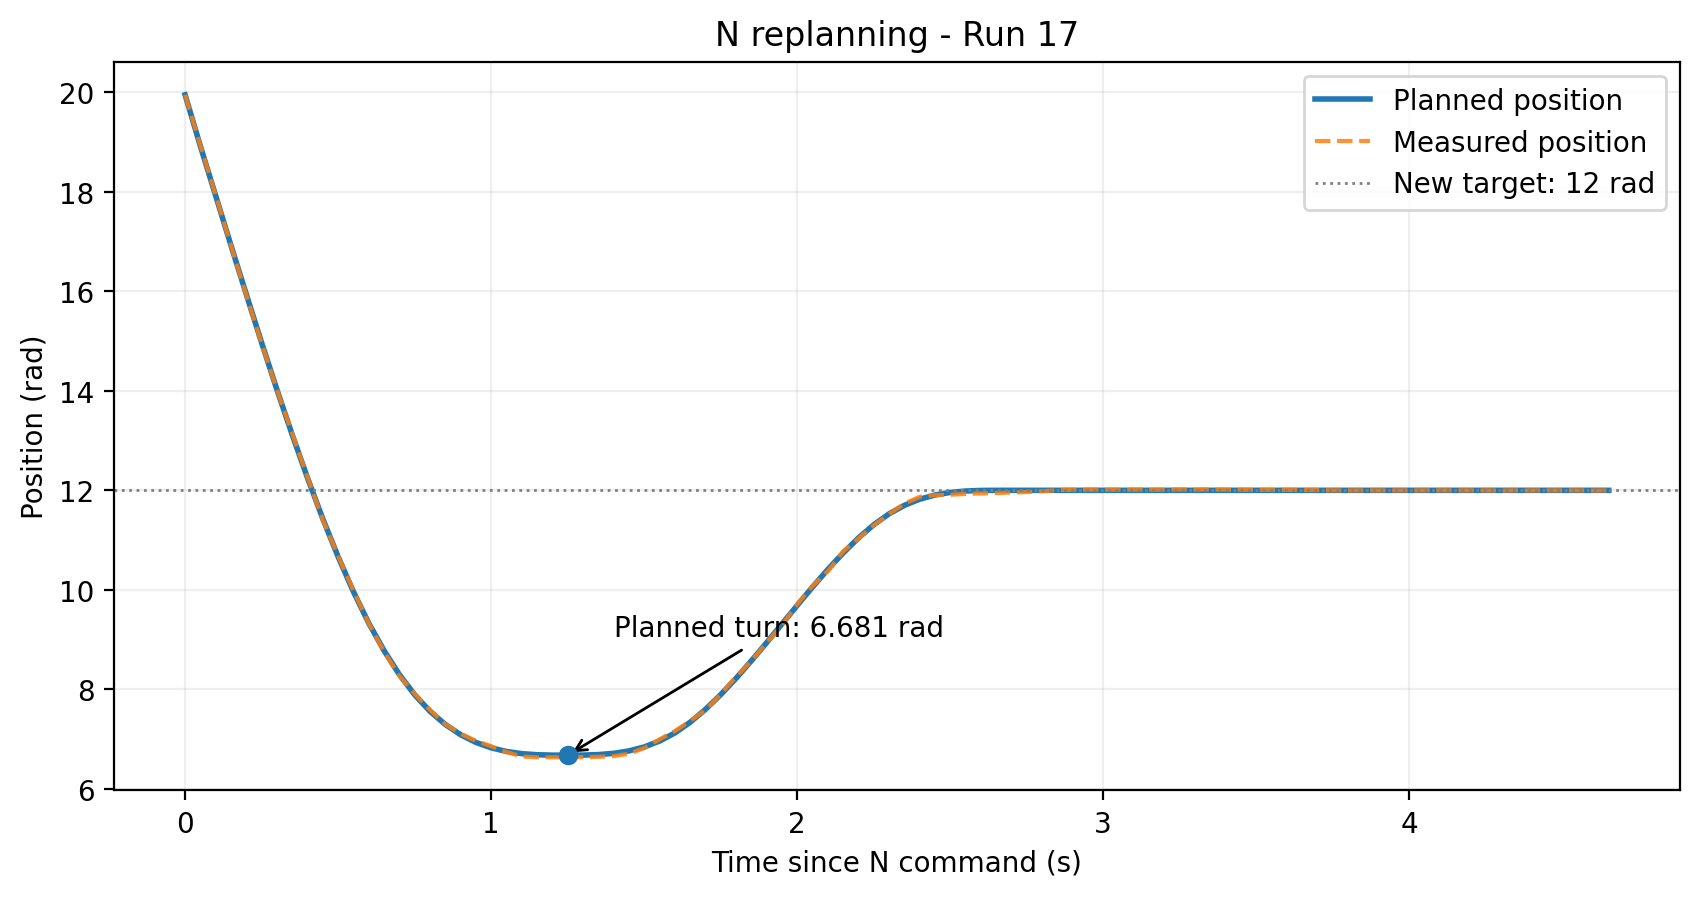 N replanning - Run 17
Planned position
Measured position
New target: 12 rad
Position (rad)
20
18
16
14
12
10
8
6
Planned turn: 6.681 rad
0
1
2
3
4
Time since N command (s)